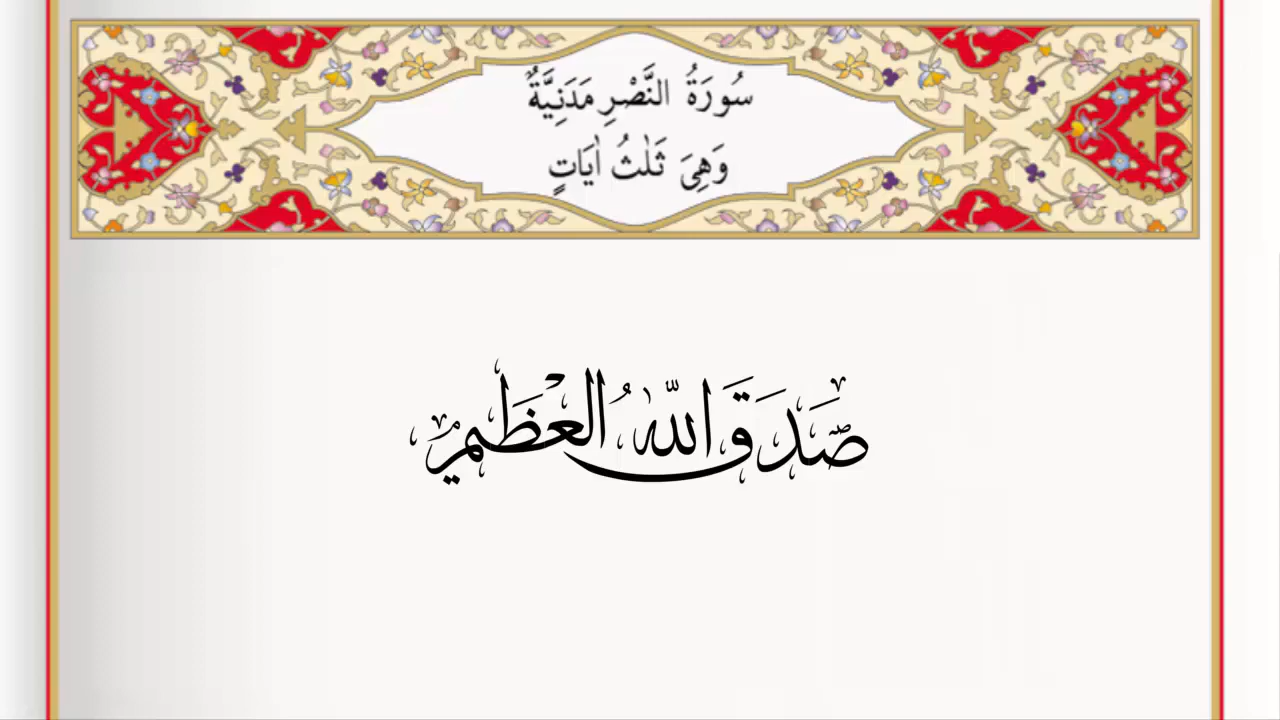 سُورَةُ النَّصْرِ مَدَنِيَّةٌ
وَهِيَ ثَلٰثُ اٰيَاتٍ
صَدَقَ اللّٰهُ الْعَظِيمُ